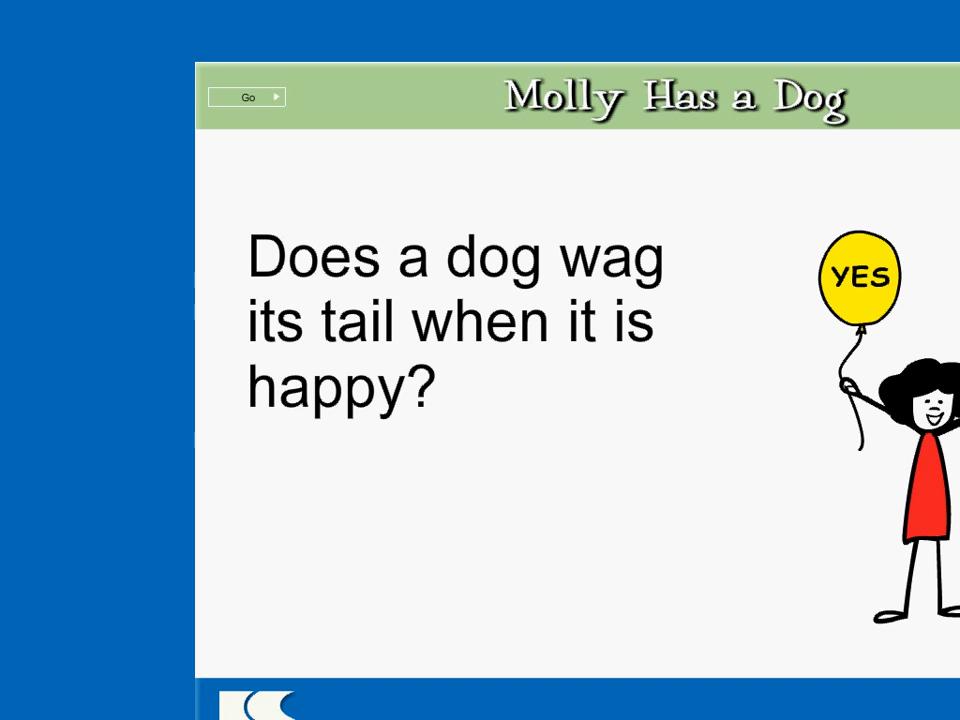 Go
Molly Has a Dog
Does a dog wag
its tail when it is
happy?
YES